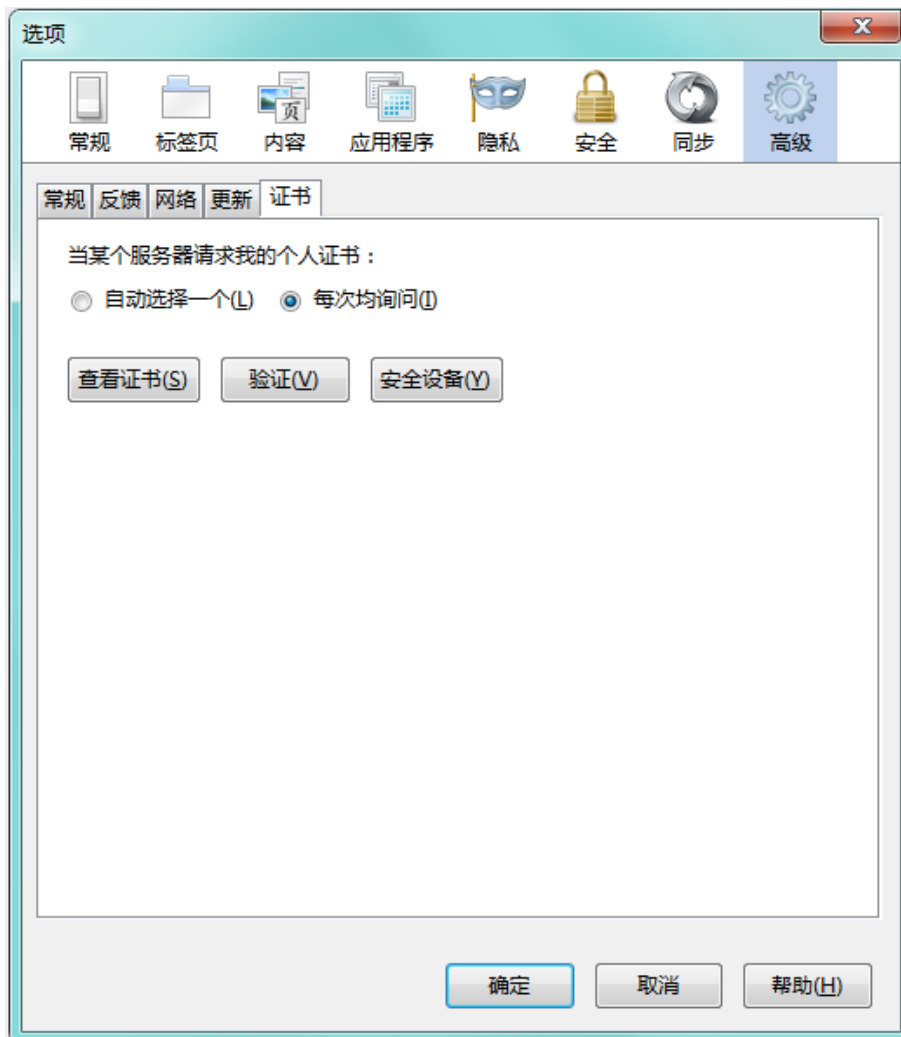 选项
X
页
常规 标签页 内容 应用程序 隐私 安全 同步 高级
常规 反馈 网络 更新 证书
当某个服务器请求我的个人证书：
自动选择一个(L) 每次均询问(I)
查看证书(S) 验证(V) 安全设备(Y)
确定 取消 帮助(H)